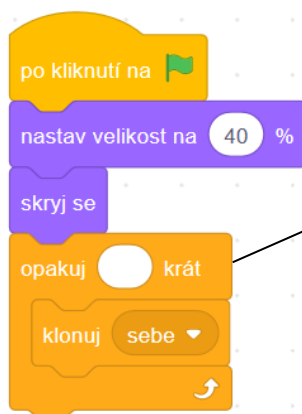 po kliknutí na
nastav velikost na 40 %
skryj se
opakuj krát
klonuj sebe